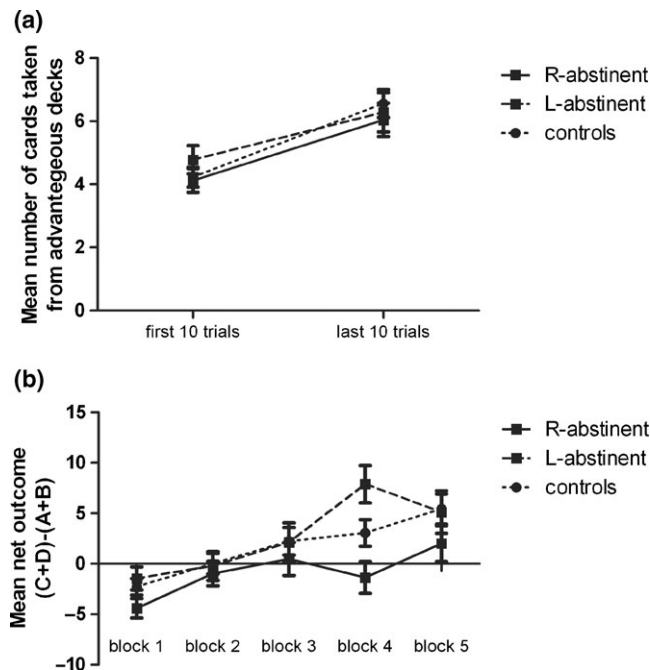 (a)
Mean number of cards taken
from advantegeous decks
8
6
4
2
0
first 10 trials
last 10 trials
R-abstinent
L-abstinent
controls
(b)
Mean net outcome
(C+D)-(A+B)
15
10
5
0
−5
−10
block 1
block 2
block 3
block 4
block 5
R-abstinent
L-abstinent
controls